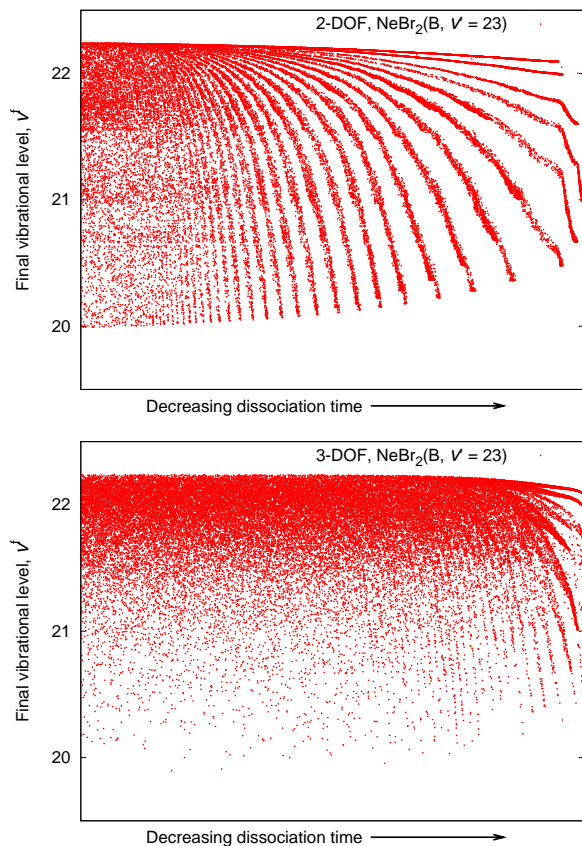 2-DOF, NeBr₂(B, v' = 23)
22
21
20
Final vibrational level, vᶠ
Decreasing dissociation time
3-DOF, NeBr₂(B, v' = 23)
22
21
20
Final vibrational level, vᶠ
Decreasing dissociation time